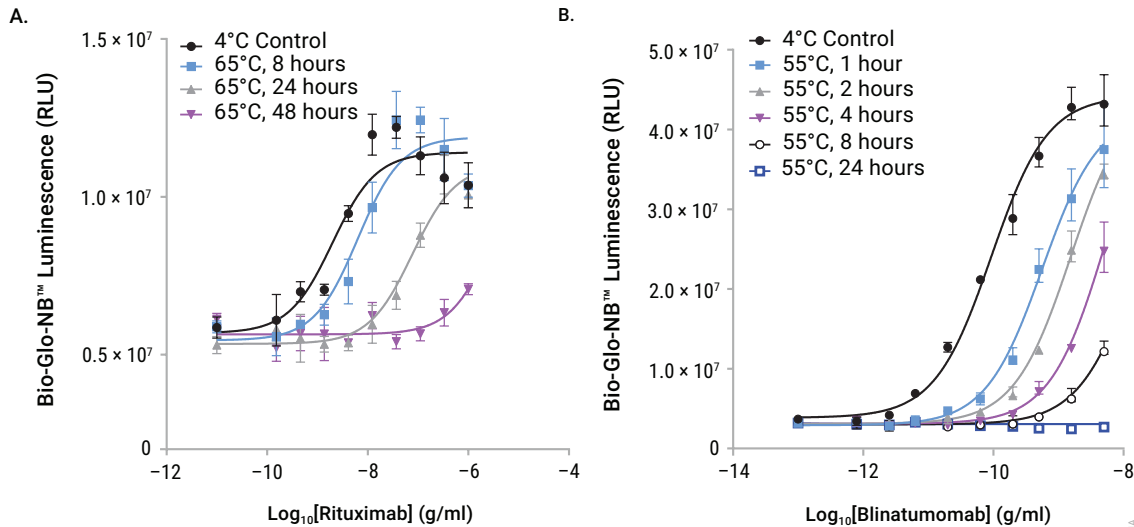 A.
Bio-Glo-NB™ Luminescence (RLU)
1.5 × 10⁷
1.0 × 10⁷
0.5 × 10⁷
0
4°C Control
65°C, 8 hours
65°C, 24 hours
65°C, 48 hours
−12
−10
−8
−6
−4
Log₁₀[Rituximab] (g/ml)
B.
Bio-Glo-NB™ Luminescence (RLU)
5.0 × 10⁷
4.0 × 10⁷
3.0 × 10⁷
2.0 × 10⁷
1.0 × 10⁷
0
4°C Control
55°C, 1 hour
55°C, 2 hours
55°C, 4 hours
55°C, 8 hours
55°C, 24 hours
−14
−12
−10
−8
Log₁₀[Blinatumomab] (g/ml)